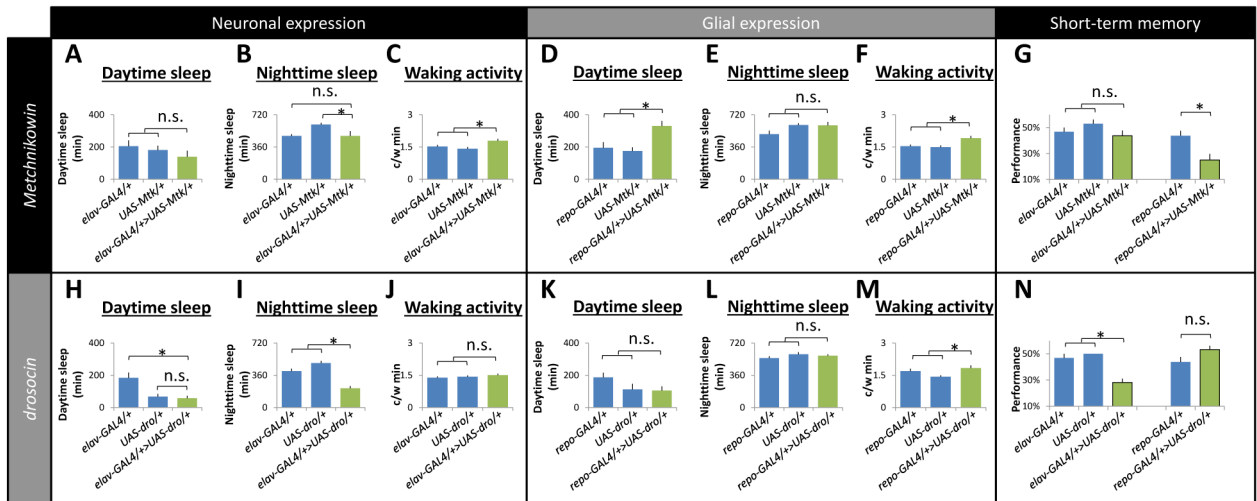 Neuronal expression
Glial expression
Short-term memory
Metchnikowin
A
Daytime sleep
Daytime sleep
(min)
400
200
0
n.s.
elav-GAL4/+
UAS-Mtk/+
elav-GAL4/+>UAS-Mtk/+
B
Nighttime sleep
Nighttime sleep
(min)
720
360
0
n.s.
*
elav-GAL4/+
UAS-Mtk/+
elav-GAL4/+>UAS-Mtk/+
C
Waking activity
c/w min
3
1.5
0
*
elav-GAL4/+
UAS-Mtk/+
elav-GAL4/+>UAS-Mtk/+
D
Daytime sleep
Daytime sleep
(min)
400
200
0
*
repo-GAL4/+
UAS-Mtk/+
repo-GAL4/+>UAS-Mtk/+
E
Nighttime sleep
Nighttime sleep
(min)
720
360
0
n.s.
repo-GAL4/+
UAS-Mtk/+
repo-GAL4/+>UAS-Mtk/+
F
Waking activity
c/w min
3
1.5
0
*
repo-GAL4/+
UAS-Mtk/+
repo-GAL4/+>UAS-Mtk/+
G
Performance
50%
30%
10%
n.s.
*
elav-GAL4/+
UAS-Mtk/+
elav-GAL4/+>UAS-Mtk/+
repo-GAL4/+
repo-GAL4/+>UAS-Mtk/+
drosocin
H
Daytime sleep
Daytime sleep
(min)
400
200
0
*
n.s.
elav-GAL4/+
UAS-dro/+
elav-GAL4/+>UAS-dro/+
I
Nighttime sleep
Nighttime sleep
(min)
720
360
0
*
elav-GAL4/+
UAS-dro/+
elav-GAL4/+>UAS-dro/+
J
Waking activity
c/w min
3
1.5
0
n.s.
elav-GAL4/+
UAS-dro/+
elav-GAL4/+>UAS-dro/+
K
Daytime sleep
Daytime sleep
(min)
400
200
0
n.s.
repo-GAL4/+
UAS-dro/+
repo-GAL4/+>UAS-dro/+
L
Nighttime sleep
Nighttime sleep
(min)
720
360
0
n.s.
repo-GAL4/+
UAS-dro/+
repo-GAL4/+>UAS-dro/+
M
Waking activity
c/w min
3
1.5
0
*
repo-GAL4/+
UAS-dro/+
repo-GAL4/+>UAS-dro/+
N
Performance
50%
30%
10%
*
n.s.
elav-GAL4/+
UAS-dro/+
elav-GAL4/+>UAS-dro/+
repo-GAL4/+
repo-GAL4/+>UAS-dro/+